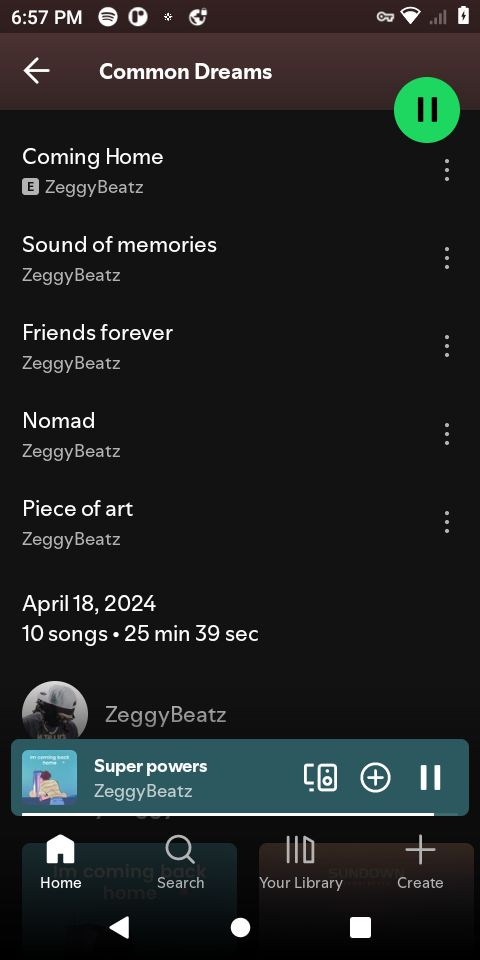 6:57 PM
Common Dreams
Coming Home
E ZeggyBeatz
Sound of memories
ZeggyBeatz
Friends forever
ZeggyBeatz
Nomad
ZeggyBeatz
Piece of art
ZeggyBeatz
April 18, 2024
10 songs • 25 min 39 sec
ZeggyBeatz
im coming back
home
Super powers
ZeggyBeatz
im coming back
home
SUNDOWN
Home
Search
Your Library
Create